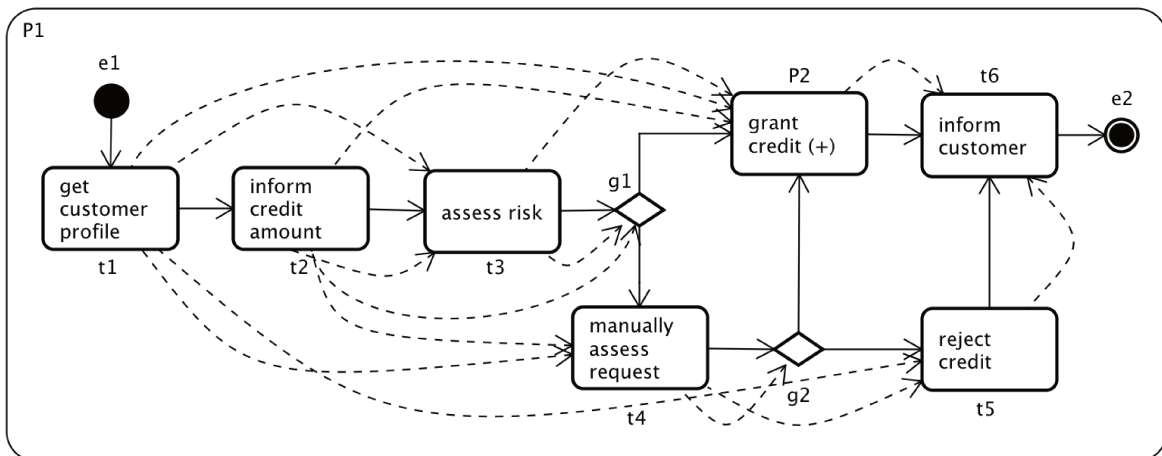 P1
e1
P2
t6
e2
grant
credit (+)
inform
customer
get
customer
profile
inform
credit
amount
assess risk
g1
t1
t2
t3
manually
assess
request
reject
credit
g2
t4
t5